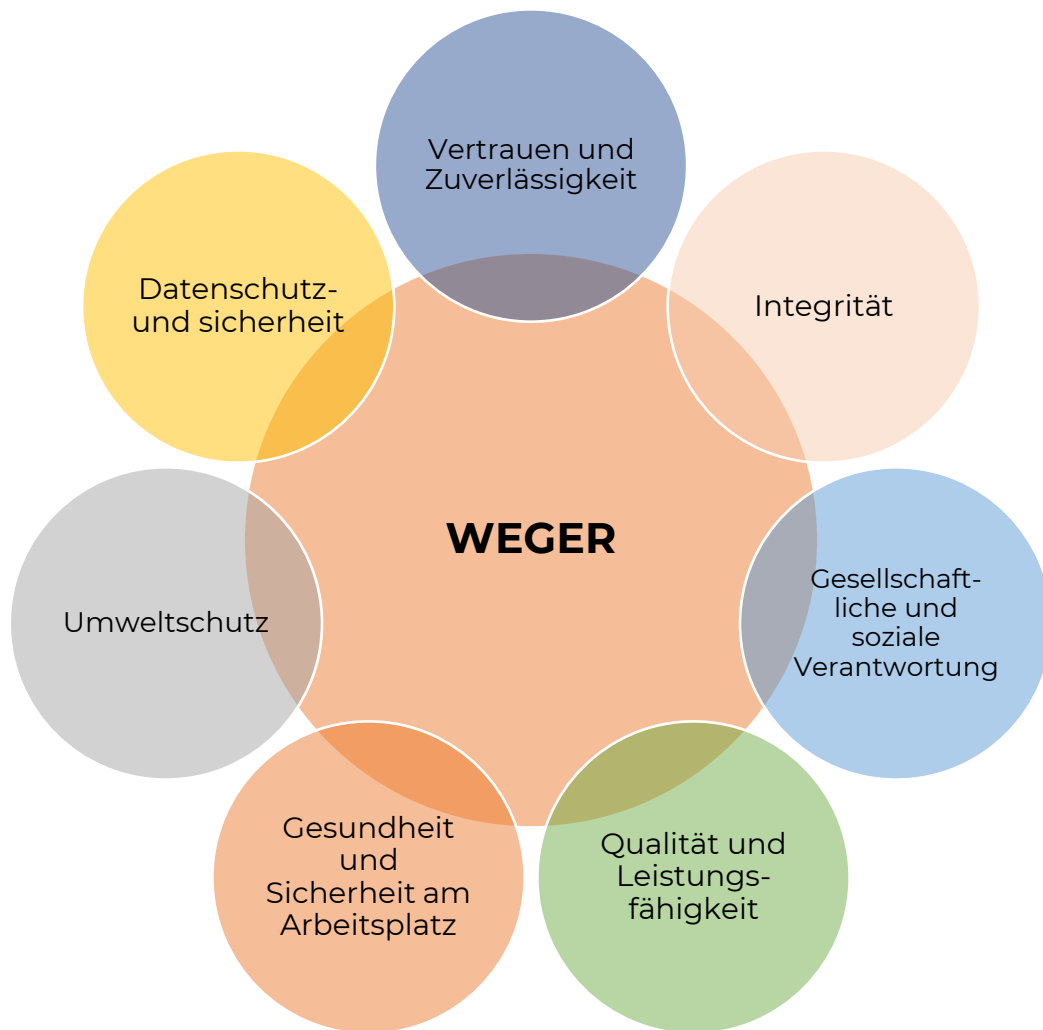 Vertrauen und
Zuverlässigkeit
Integrität
Gesellschaft-
liche und
soziale
Verantwortung
Qualität und
Leistungs-
fähigkeit
Gesundheit
und
Sicherheit am
Arbeitsplatz
Umweltschutz
Datenschutz-
und sicherheit
WEGER